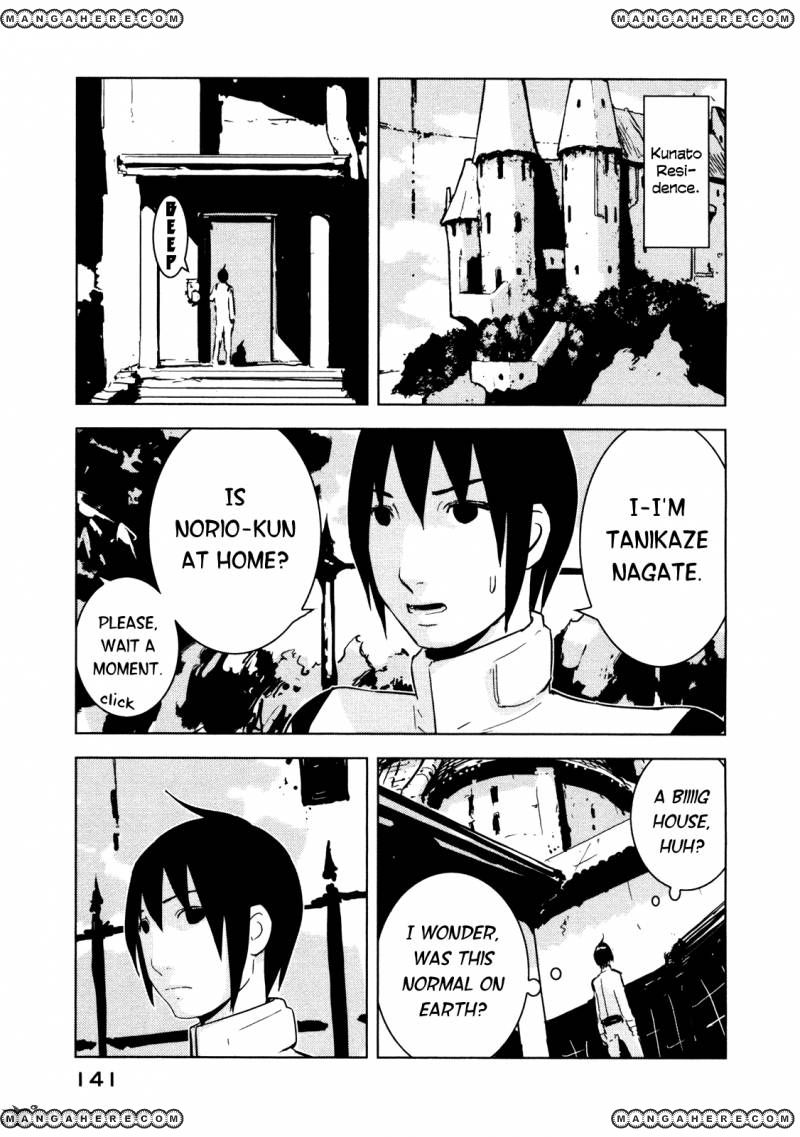 MANGAHERE.COM
MANGAHERE.COM
Kunato
Resi-
dence.
BEEP
I-I'M
TANIKAZE
NAGATE.
IS
NORIO-KUN
AT HOME?
PLEASE,
WAIT A
MOMENT.
click
A BIIIIG
HOUSE,
HUH?
I WONDER,
WAS THIS
NORMAL ON
EARTH?
141
MANGAHERE.COM
MANGAHERE.COM